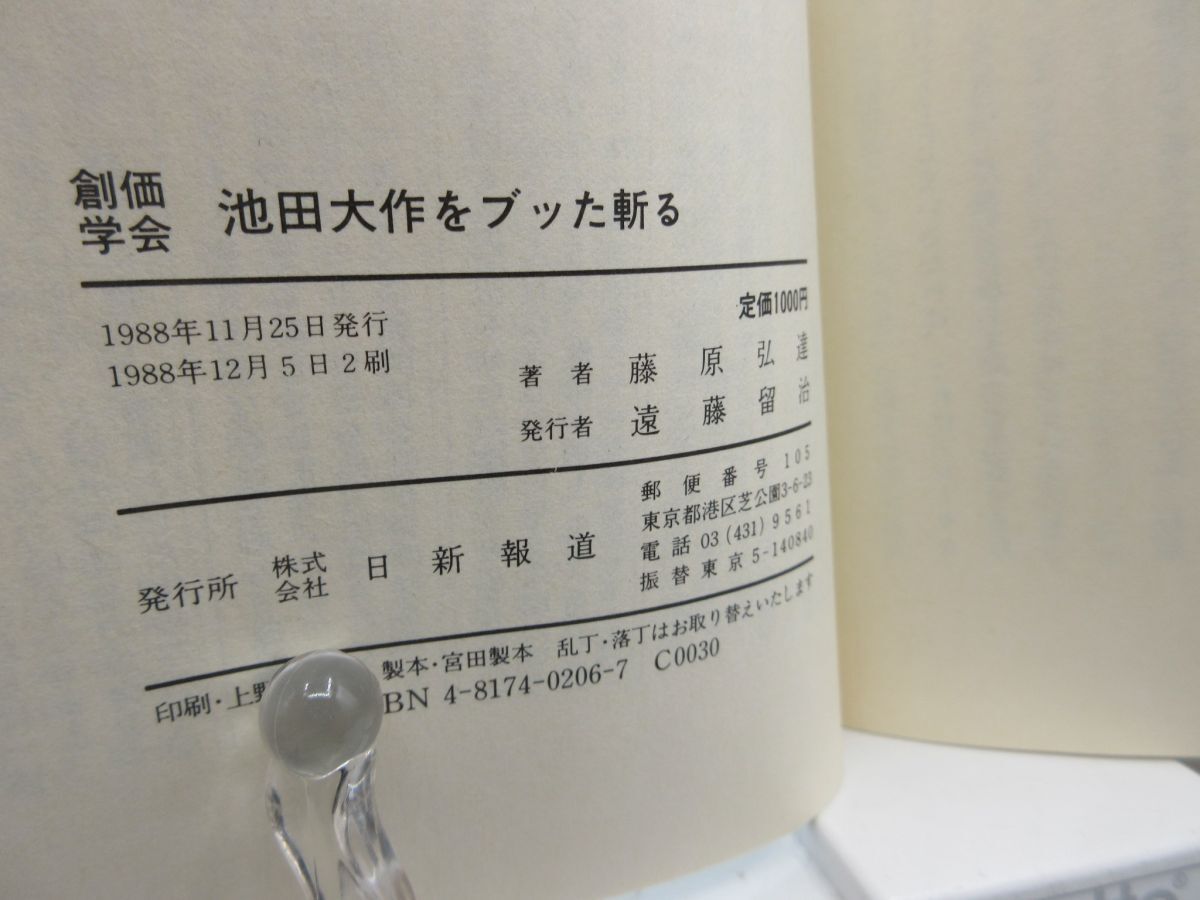 創価学会 池田大作をブッた斬る
1988年11月25日発行
1988年12月5日2刷
定価1000円
著者 藤原弘達
発行者 遠藤留治
郵便番号 105
東京都港区芝公園3-6-23
発行所 株式会社 日新報道
電話 03(431)9561
振替東京 5-140840
印刷・上野 製本・宮田製本 乱丁・落丁はお取り替えいたします
BN 4-8174-0206-7 C0030